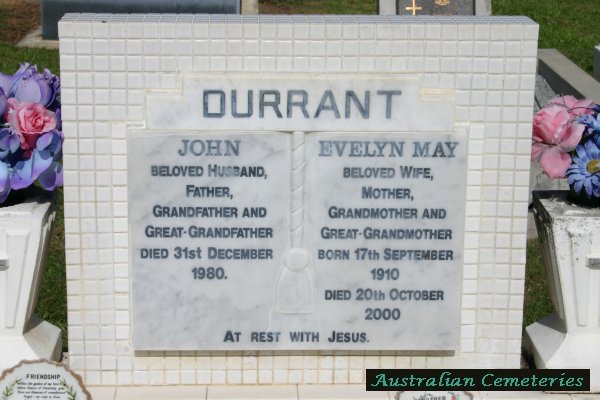 DURRANT
JOHN
BELOVED HUSBAND,
FATHER,
GRANDFATHER AND
GREAT-GRANDFATHER
DIED 31ST DECEMBER
1980.
EVELYN MAY
BELOVED WIFE,
MOTHER,
GRANDMOTHER AND
GREAT-GRANDMOTHER
BORN 17TH SEPTEMBER
1910
DIED 20TH OCTOBER
2000
AT REST WITH JESUS.
FRIENDSHIP
MOTHER
Australian Cemeteries